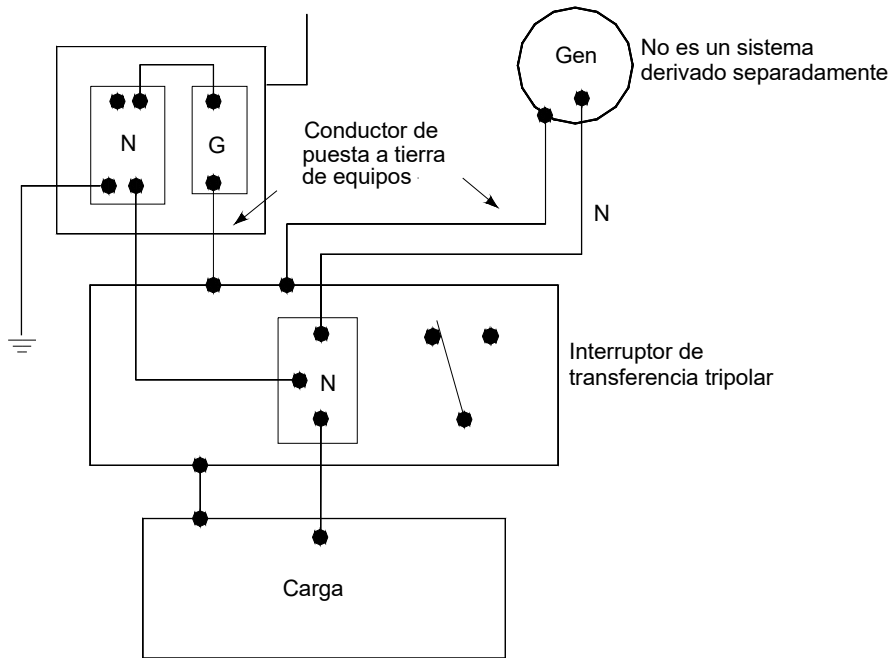 Gen
No es un sistema
derivado separadamente
N
G
Conductor de
puesta a tierra
de equipos
N
N
Interruptor de
transferencia tripolar
Carga